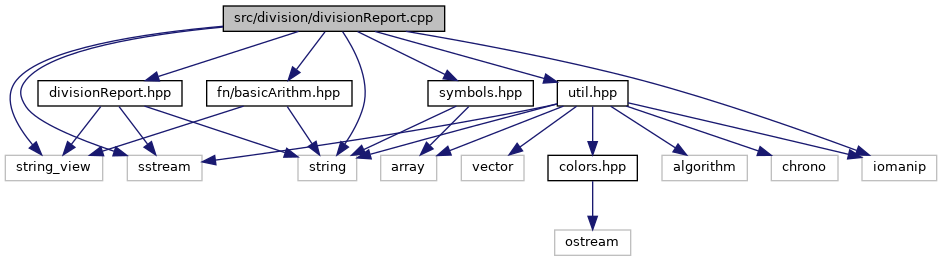 src/division/divisionReport.cpp
divisionReport.hpp
fn/basicArithm.hpp
symbols.hpp
util.hpp
string_view
sstream
string
array
vector
colors.hpp
algorithm
chrono
iomanip
ostream